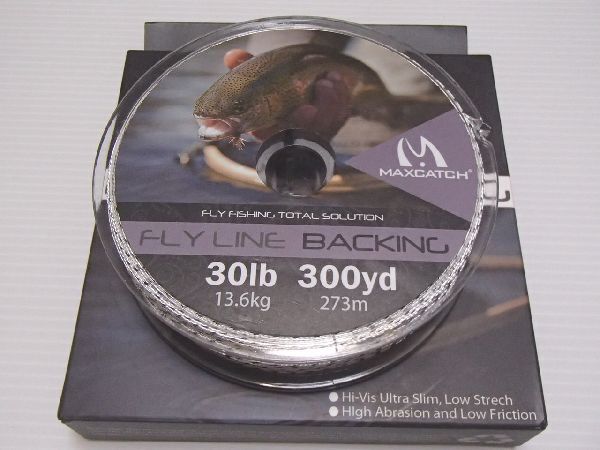 MAXCATCH®
FLY FISHING TOTAL SOLUTION
FLY LINE BACKING
30lb 300yd
13.6kg 273m
Hi-Vis Ultra Slim, Low Strech
High Abrasion and Low Friction